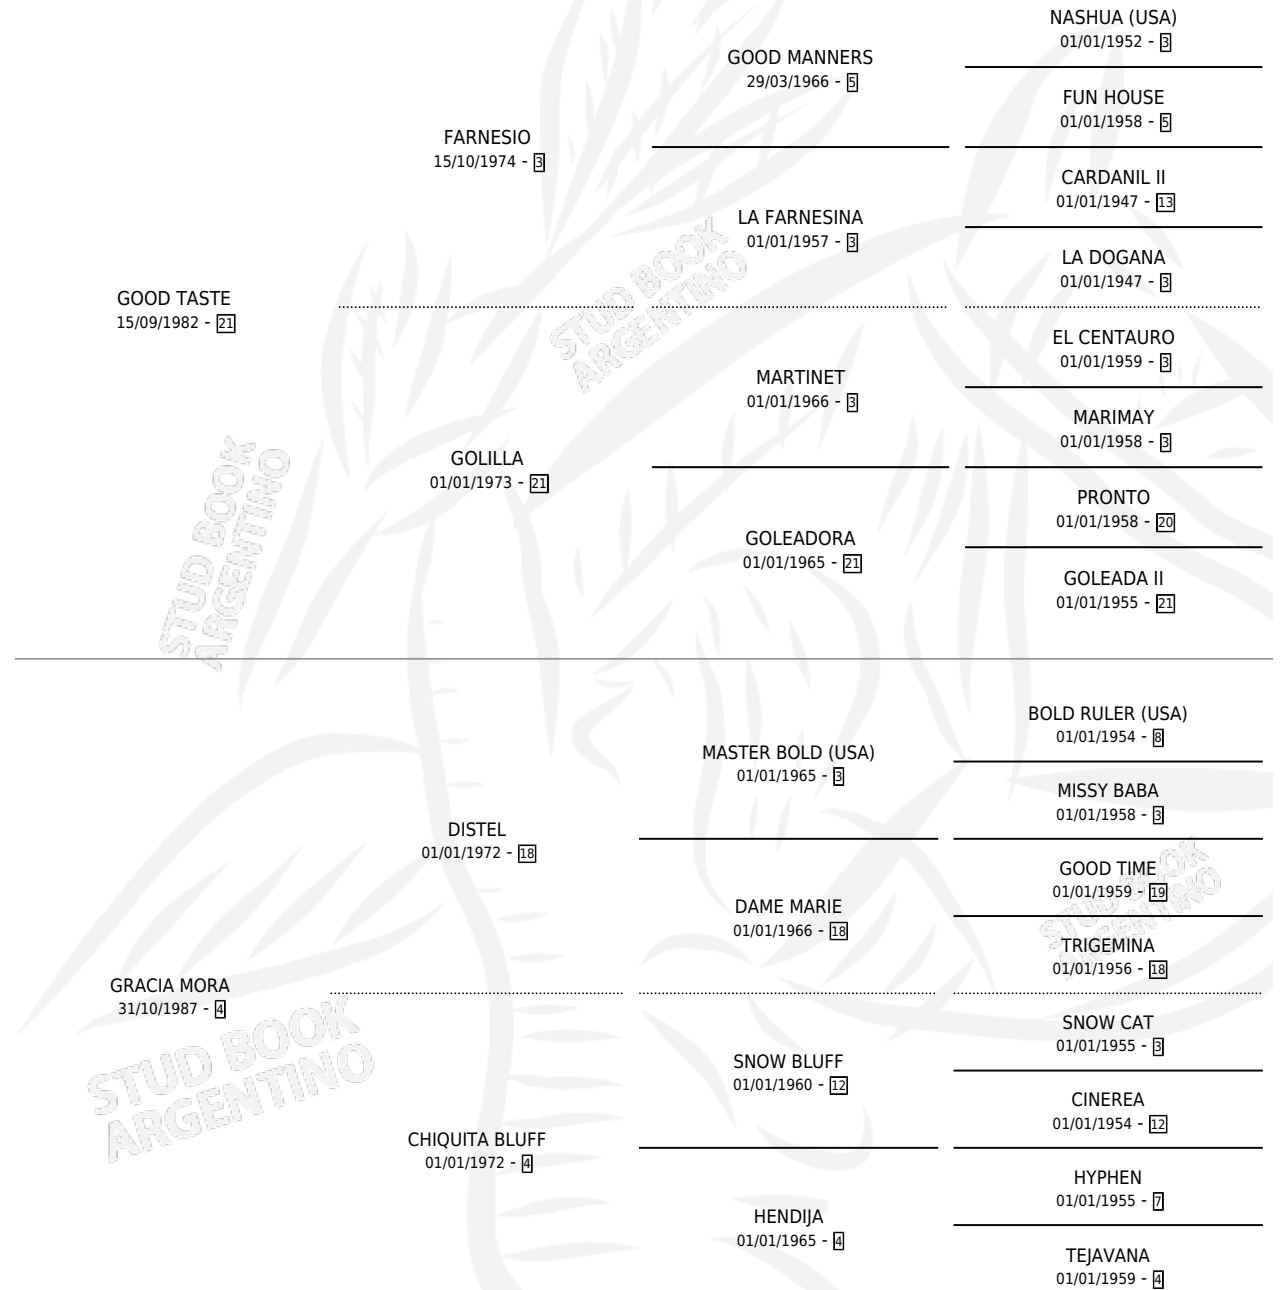 NASHUA (USA)
01/01/1952 - 3
GOOD MANNERS
29/03/1966 - 5
FUN HOUSE
01/01/1958 - 5
FARNESIO
15/10/1974 - 3
CARDANIL II
01/01/1947 - 13
LA FARNESINA
01/01/1957 - 3
LA DOGANA
01/01/1947 - 3
GOOD TASTE
15/09/1982 - 21
STUD BOOK
ARGENTINO
EL CENTAURO
01/01/1959 - 3
MARTINET
01/01/1966 - 3
MARIMAY
01/01/1958 - 3
GOLILLA
01/01/1973 - 21
PRONTO
01/01/1958 - 20
GOLEADORA
01/01/1965 - 21
GOLEADA II
01/01/1955 - 21
STUD BOOK
ARGENTINO
BOLD RULER (USA)
01/01/1954 - 8
MASTER BOLD (USA)
01/01/1965 - 3
MISSY BABA
01/01/1958 - 3
DISTEL
01/01/1972 - 18
GOOD TIME
01/01/1959 - 19
DAME MARIE
01/01/1966 - 18
STUD BOOK
ARGENTINO
TRIGEMINA
01/01/1956 - 18
GRACIA MORA
31/10/1987 - 4
SNOW CAT
01/01/1955 - 3
SNOW BLUFF
01/01/1960 - 12
CINEREA
01/01/1954 - 12
STUD BOOK
ARGENTINO
CHIQUITA BLUFF
01/01/1972 - 4
HYPHEN
01/01/1955 - 7
HENDIJA
01/01/1965 - 4
TEJAVANA
01/01/1959 - 4